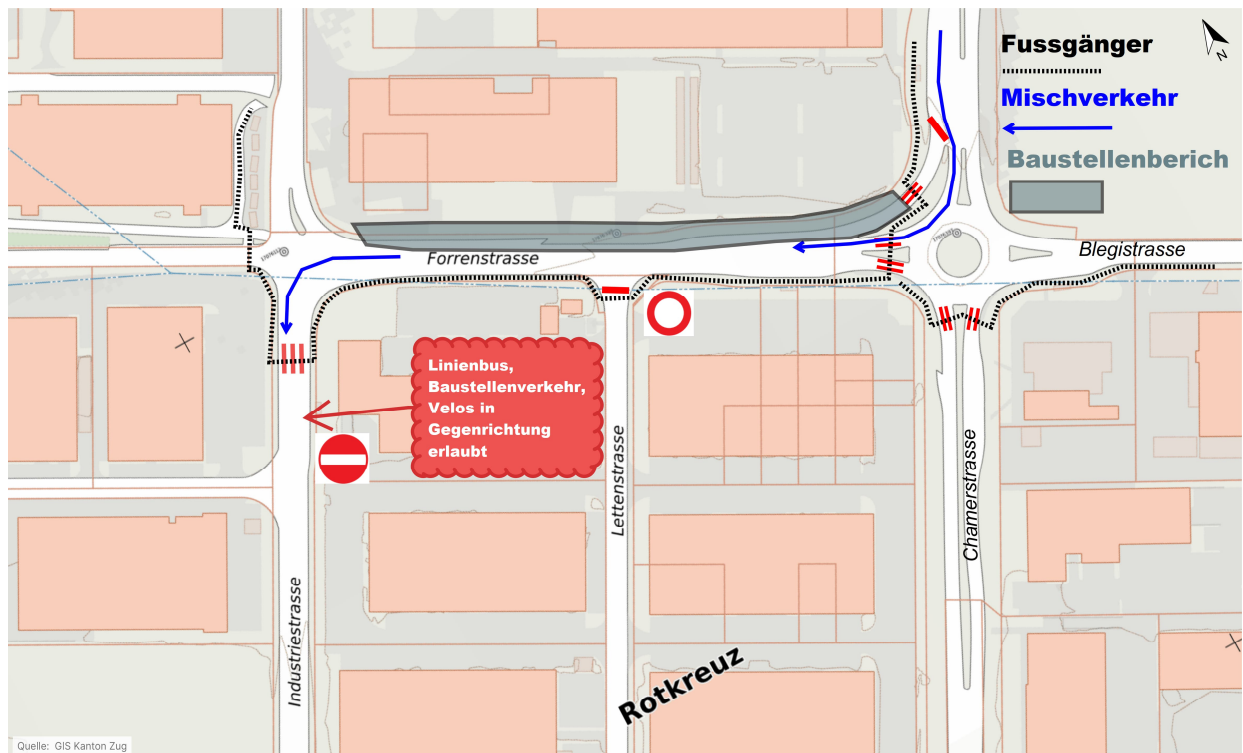 Fussgänger
Mischverkehr
Baustellenberich
N
Blegistrasse
Forrenstrasse
Linienbus,
Baustellenverkehr,
Velos in
Gegenrichtung
erlaubt
Lettenstrasse
Chamerstrasse
Industriestrasse
Rotkreuz
Quelle: GIS Kanton Zug